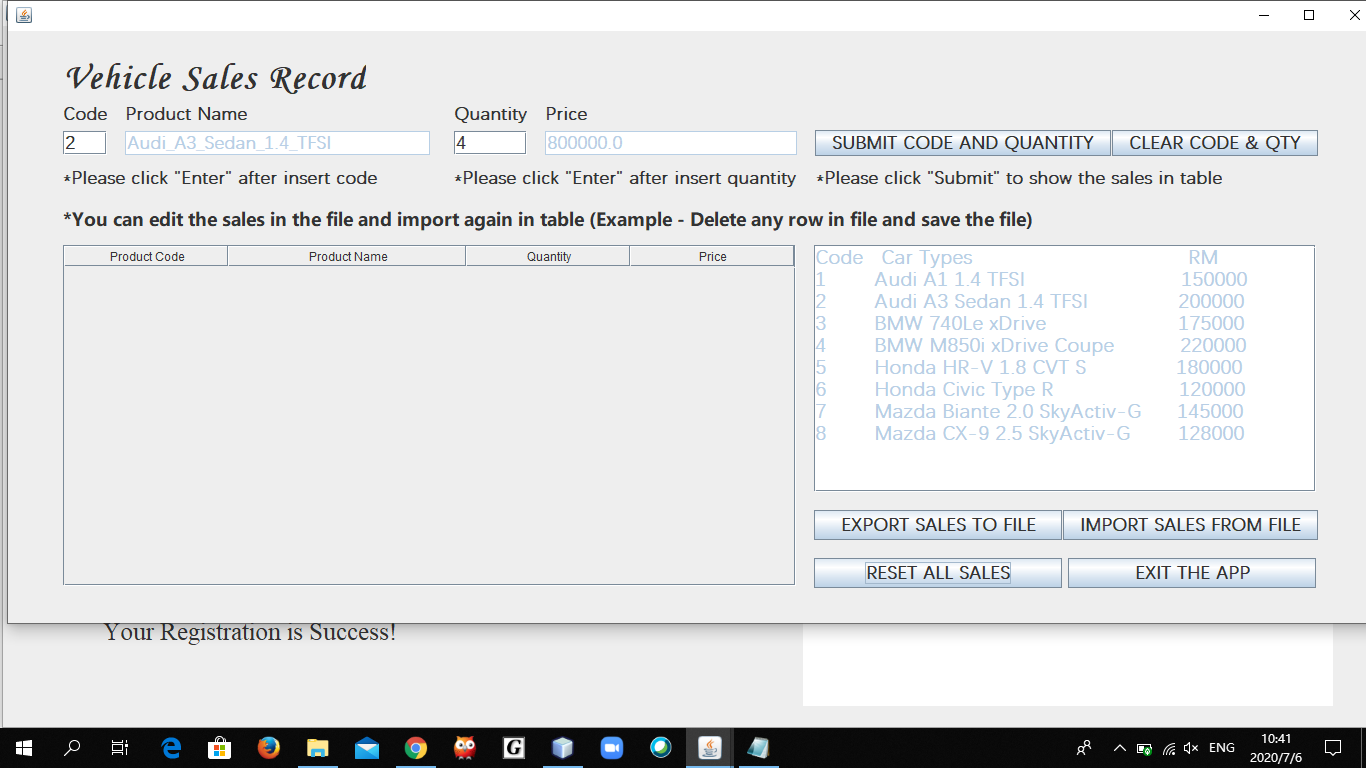 Vehicle Sales Record
Code Product Name Quantity Price
2 Audi_A3_Sedan_1.4_TFSI 4 800000.0 SUBMIT CODE AND QUANTITY CLEAR CODE & QTY
*Please click "Enter" after insert code *Please click "Enter" after insert quantity *Please click "Submit" to show the sales in table
*You can edit the sales in the file and import again in table (Example - Delete any row in file and save the file)
Product Code Product Name Quantity Price
Code Car Types RM
1 Audi A1 1.4 TFSI 150000
2 Audi A3 Sedan 1.4 TFSI 200000
3 BMW 740Le xDrive 175000
4 BMW M850i xDrive Coupe 220000
5 Honda HR-V 1.8 CVT S 180000
6 Honda Civic Type R 120000
7 Mazda Biante 2.0 SkyActiv-G 145000
8 Mazda CX-9 2.5 SkyActiv-G 128000
EXPORT SALES TO FILE IMPORT SALES FROM FILE
RESET ALL SALES EXIT THE APP
Your Registration is Success!
G
ENG
10:41
2020/7/6